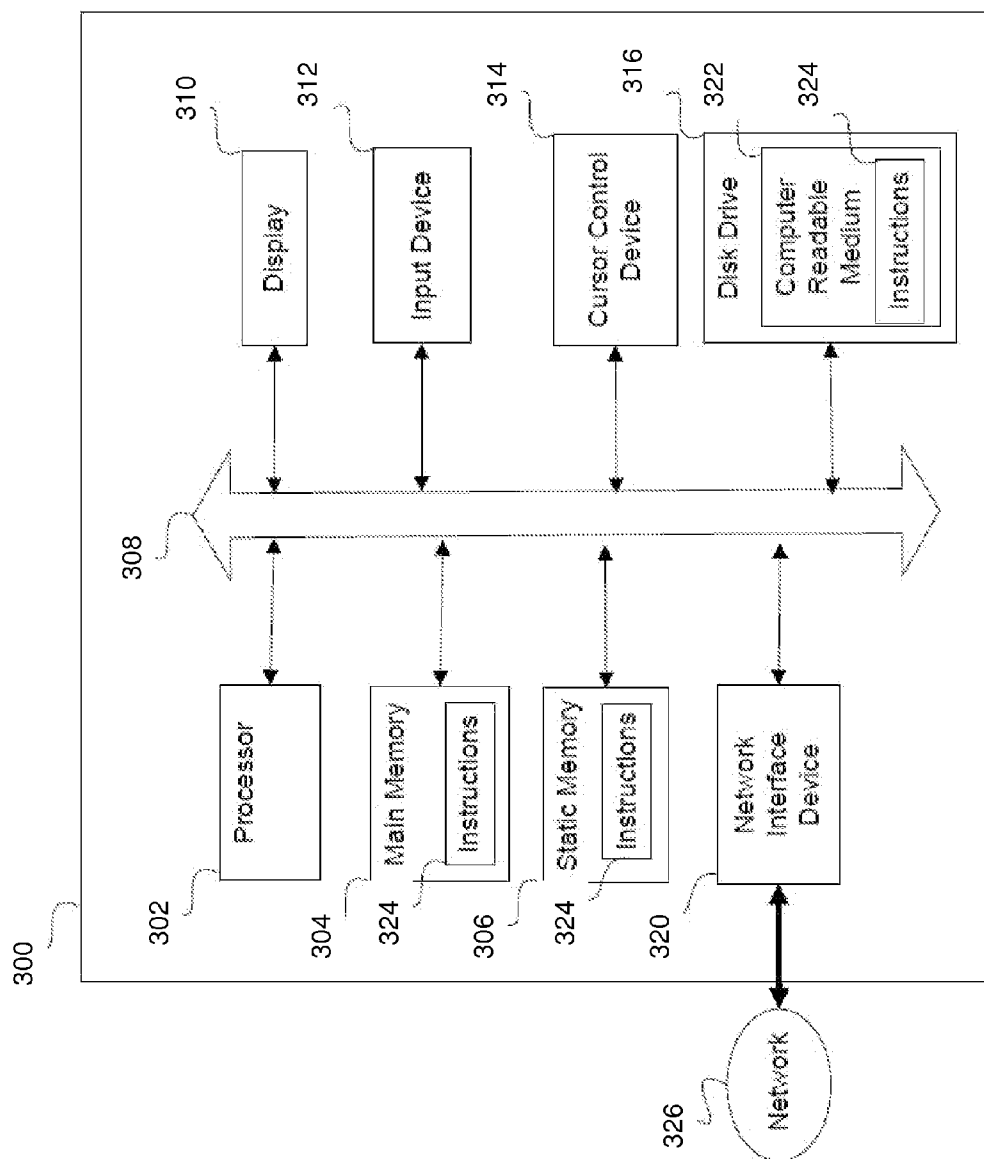 300
302
Processor
304
Main Memory
324
Instructions
306
Static Memory
324
Instructions
320
Network
Interface
Device
326
Network
308
310
Display
312
Input Device
314
Cursor Control
Device
316
Disk Drive
322
Computer
Readable
Medium
324
Instructions